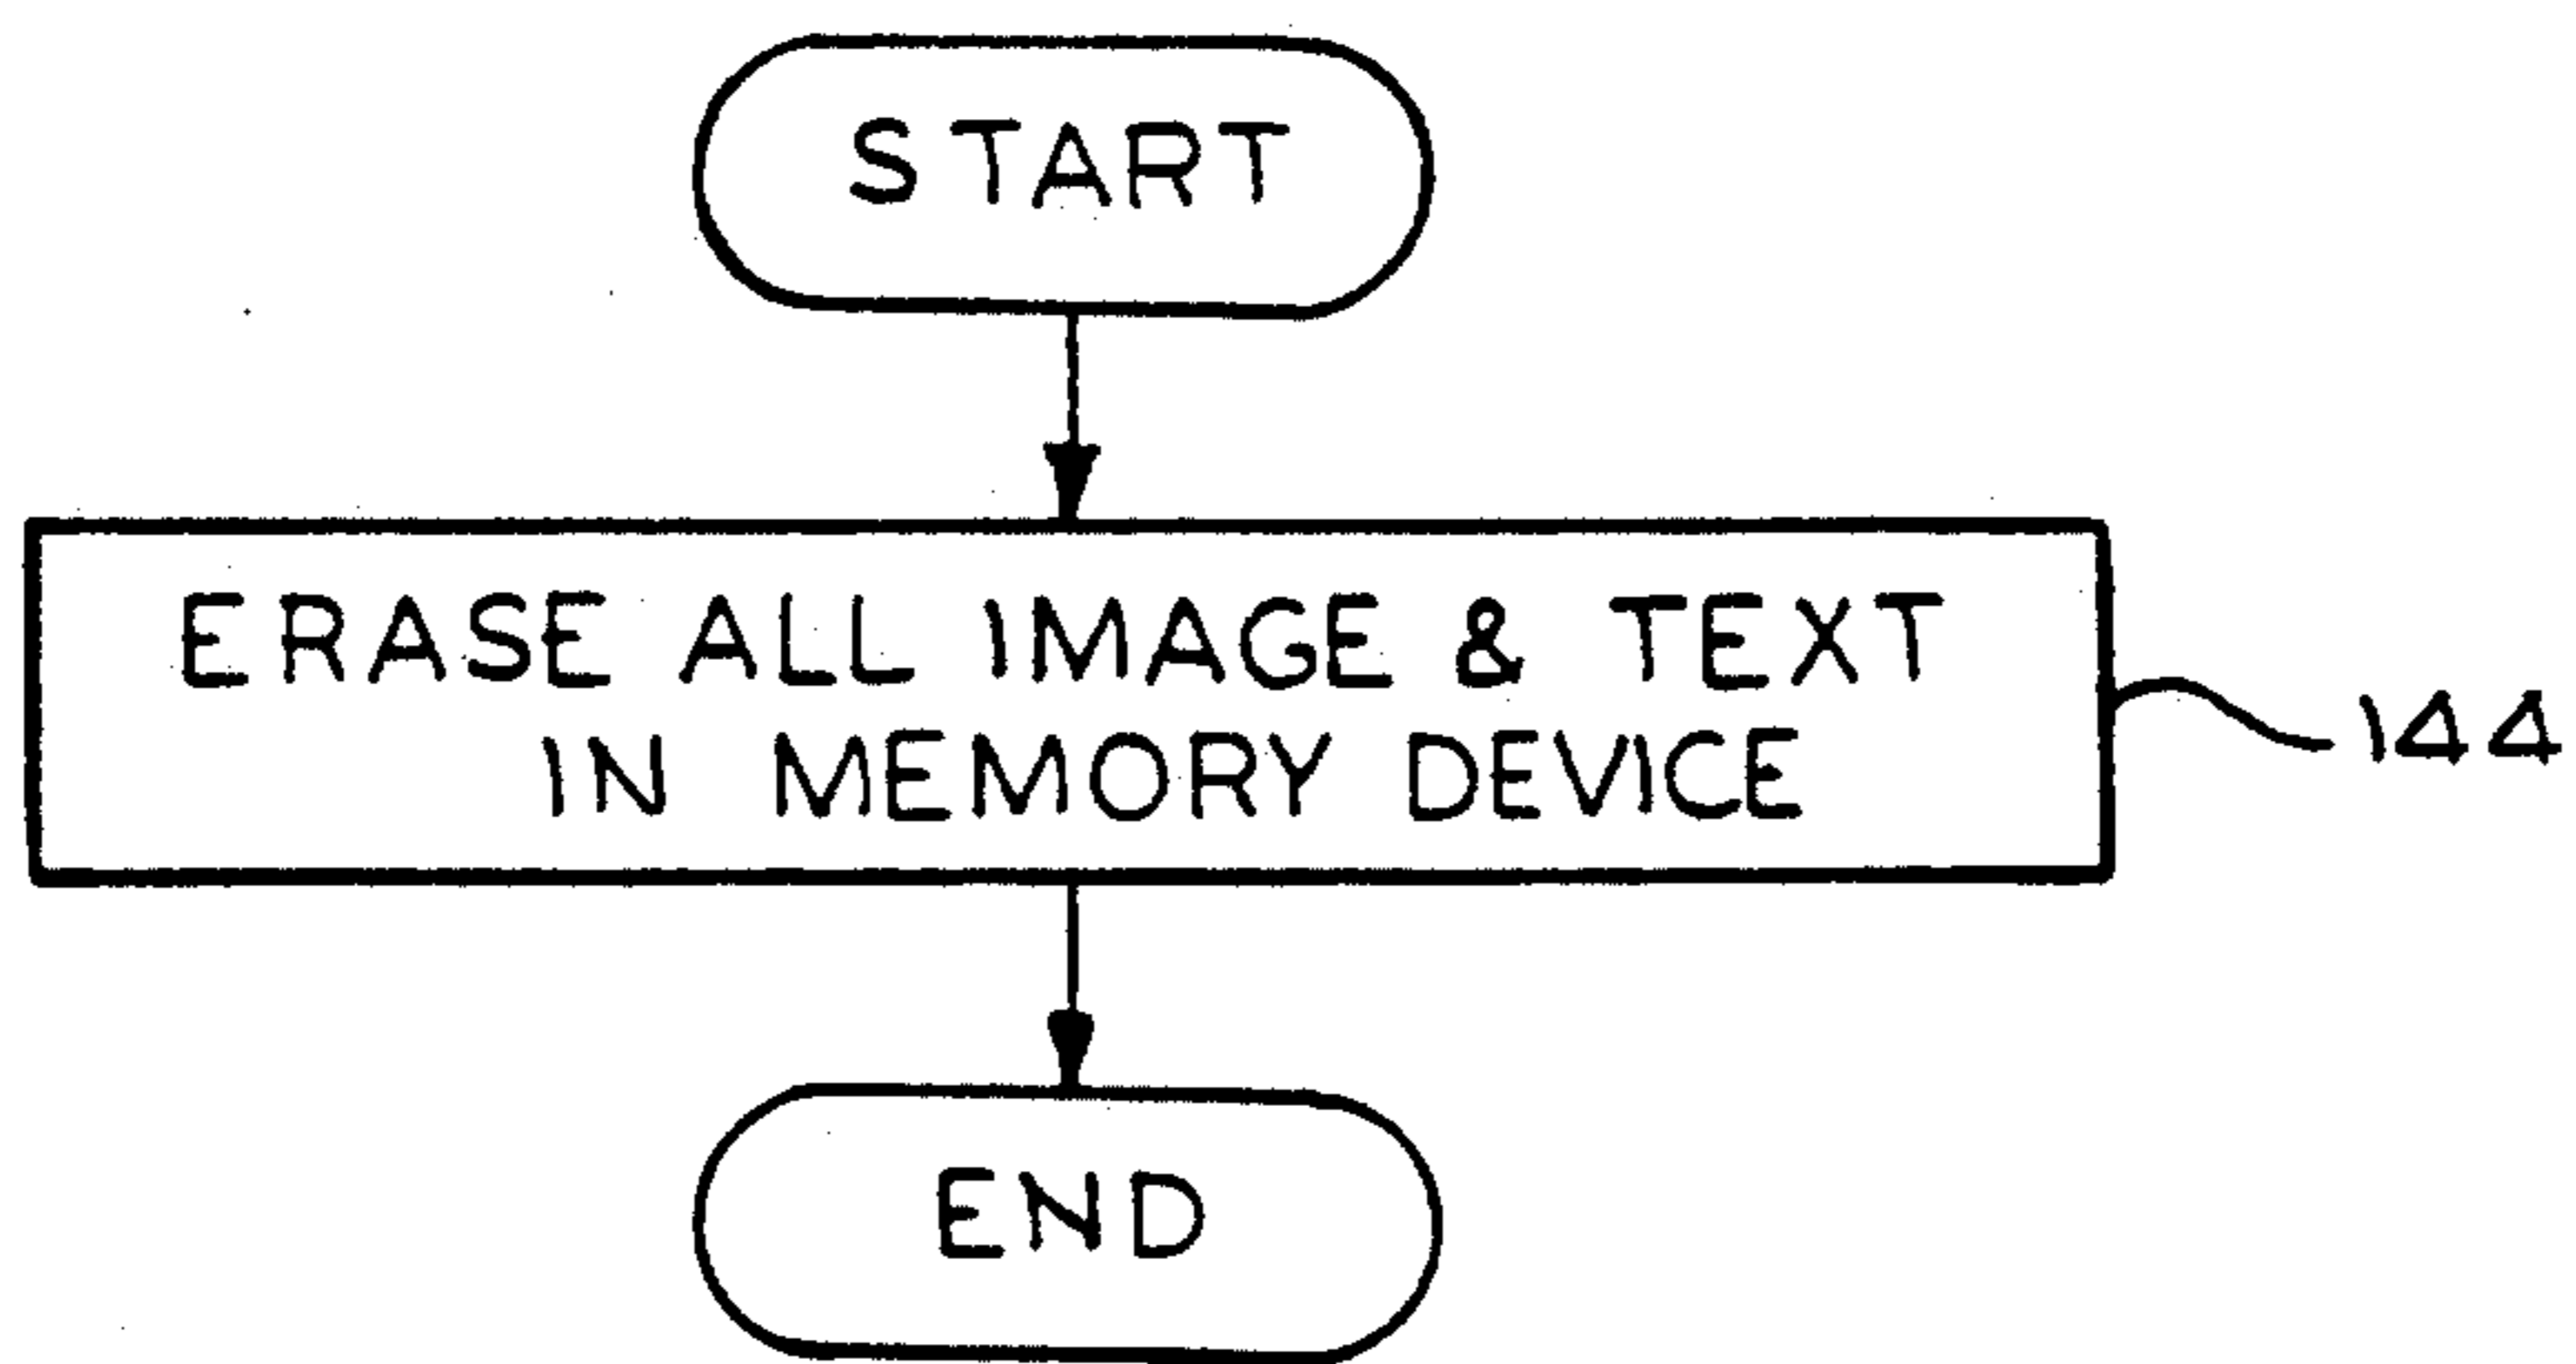 START
ERASE ALL IMAGE & TEXT
IN MEMORY DEVICE
144
END